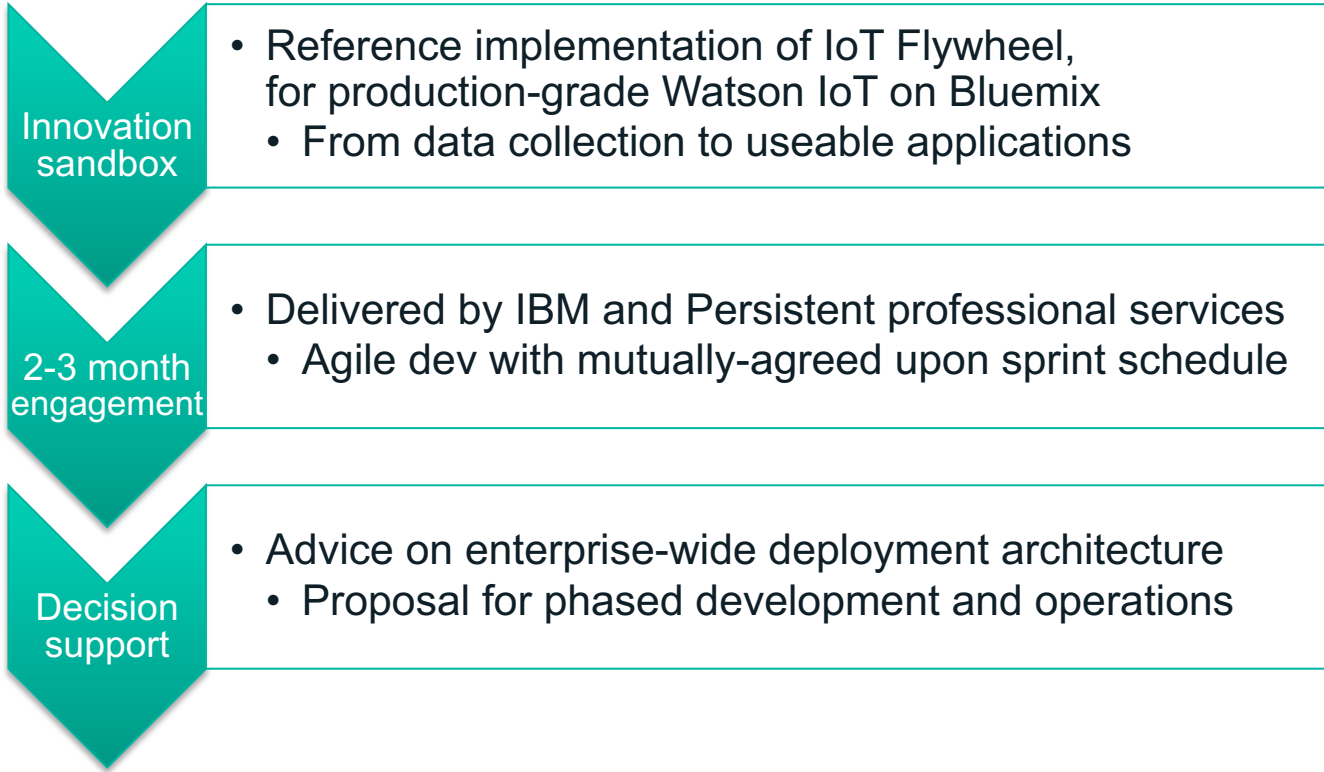 Innovation
sandbox
• Reference implementation of IoT Flywheel,
for production-grade Watson IoT on Bluemix
• From data collection to useable applications
2-3 month
engagement
• Delivered by IBM and Persistent professional services
• Agile dev with mutually-agreed upon sprint schedule
Decision
support
• Advice on enterprise-wide deployment architecture
• Proposal for phased development and operations